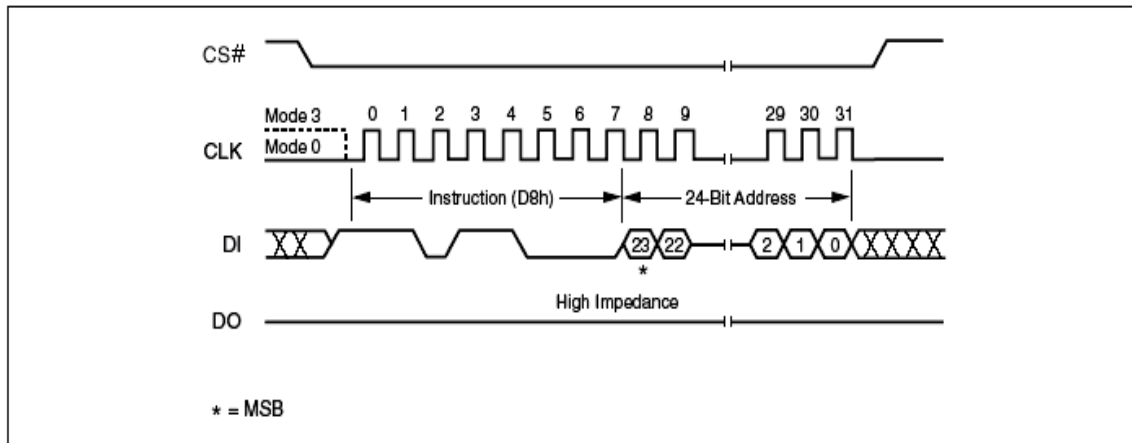 CS#
Mode 3 0 1 2 3 4 5 6 7 8 9 29 30 31
CLK Mode 0
Instruction (D8h) 24-Bit Address
DI 23 22 2 1 0
*
High Impedance
DO
* = MSB